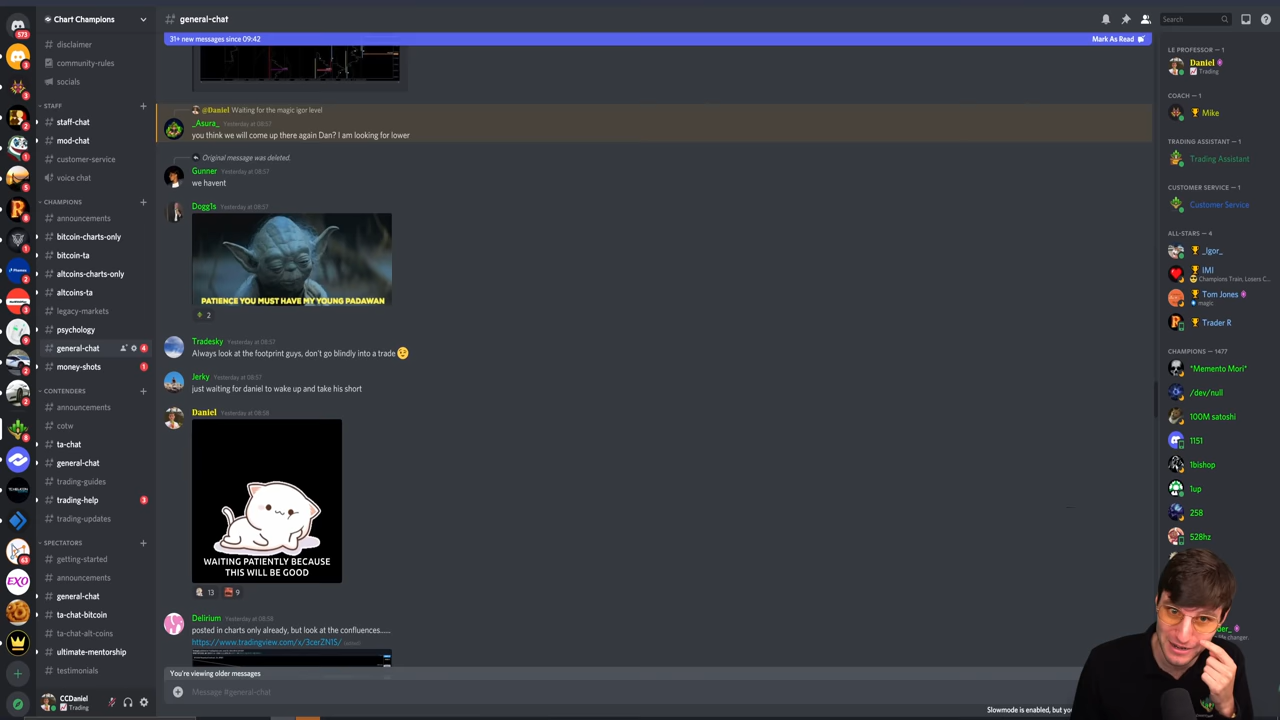 Chart Champions
# general-chat
Search
31+ new messages since 09:42
Mark As Read
573
disclaimer
community-rules
socials
STAFF
staff-chat
mod-chat
customer-service
voice chat
CHAMPIONS
announcements
bitcoin-charts-only
bitcoin-ta
altcoins-charts-only
altcoins-ta
legacy-markets
psychology
general-chat
4
money-shots
1
CONTENDERS
announcements
cotw
ta-chat
general-chat
trading-guides
trading-help
3
trading-updates
SPECTATORS
getting-started
announcements
general-chat
ta-chat-bitcoin
ta-chat-alt-coins
ultimate-mentorship
testimonials
CCDaniel
Trading
63
EXO
@Daniel Waiting for the magic igor level
_Asura_ Yesterday at 08:57
you think we will come up there again Dan? I am looking for lower
Original message was deleted.
Gunner Yesterday at 08:57
we havent
Dogg1s Yesterday at 08:57
PATIENCE YOU MUST HAVE MY YOUNG PADAWAN
2
Tradesky Yesterday at 08:57
Always look at the footprint guys, don't go blindly into a trade
Jerky Yesterday at 08:57
just waiting for daniel to wake up and take his short
Daniel Yesterday at 08:58
WAITING PATIENTLY BECAUSE
THIS WILL BE GOOD
13 9
Delirium Yesterday at 08:58
posted in charts only already, but look at the confluences.....
https://www.tradingview.com/x/3cerZN1S/ (edited)
You're viewing older messages
Message #general-chat
Slowmode is enabled, but you
LE PROFESSOR — 1
Daniel
Trading
COACH — 1
Mike
TRADING ASSISTANT — 1
Trading Assistant
CUSTOMER SERVICE — 1
Customer Service
ALL-STARS — 4
_Igor_
IMI
Champions Train, Losers C...
Tom Jones
magic
Trader R
CHAMPIONS — 1477
*Memento Mori*
/dev/null
100M satoshi
1151
1bishop
1up
258
528hz